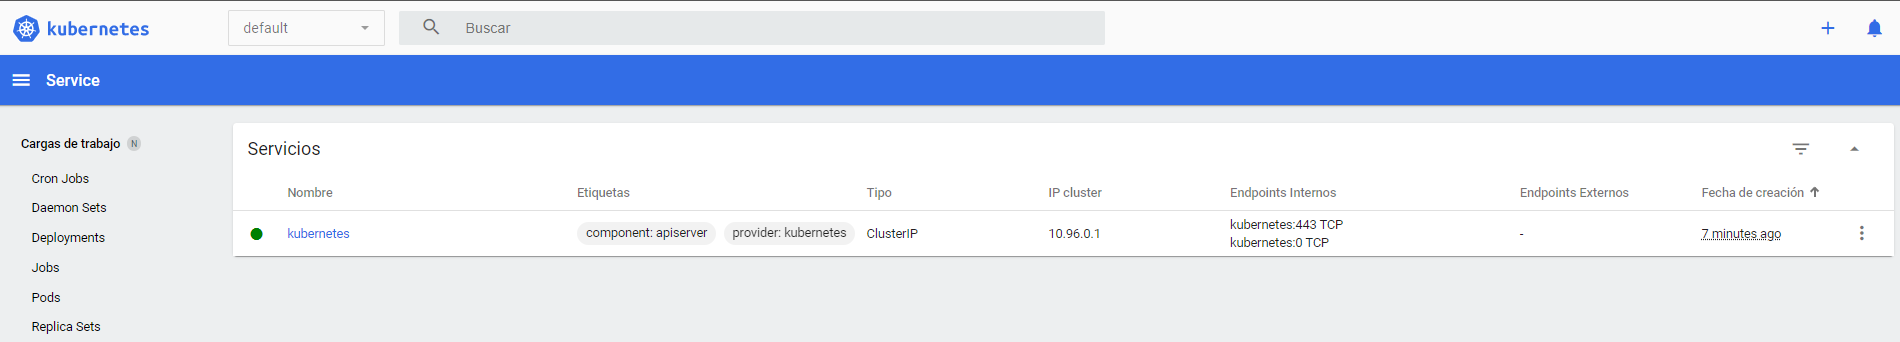 kubernetes
default
Buscar
Service
Cargas de trabajo N
Cron Jobs
Daemon Sets
Deployments
Jobs
Pods
Replica Sets
Servicios
Nombre Etiquetas Tipo IP cluster Endpoints Internos Endpoints Externos Fecha de creación
kubernetes component: apiserver provider: kubernetes ClusterIP 10.96.0.1 kubernetes:443 TCP - 7 minutes ago
kubernetes:0 TCP